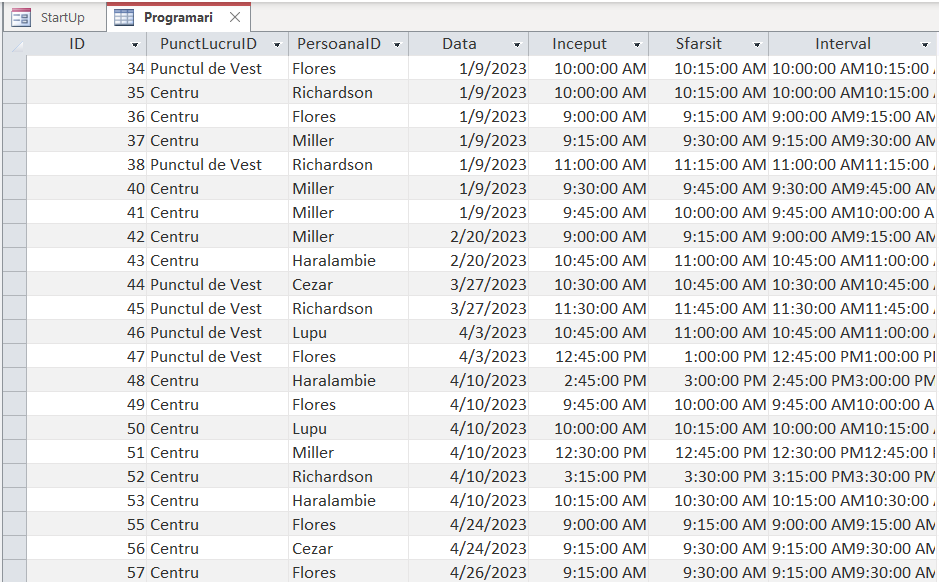 StartUp Programari
ID PunctLucruID PersoanaID Data Inceput Sfarsit Interval
34 Punctul de Vest Flores 1/9/2023 10:00:00 AM 10:15:00 AM 10:00:00 AM10:15:00
35 Centru Richardson 1/9/2023 10:00:00 AM 10:15:00 AM 10:00:00 AM10:15:00
36 Centru Flores 1/9/2023 9:00:00 AM 9:15:00 AM 9:00:00 AM9:15:00 AM
37 Centru Miller 1/9/2023 9:15:00 AM 9:30:00 AM 9:15:00 AM9:30:00 AM
38 Punctul de Vest Richardson 1/9/2023 11:00:00 AM 11:15:00 AM 11:00:00 AM11:15:00
40 Centru Miller 1/9/2023 9:30:00 AM 9:45:00 AM 9:30:00 AM9:45:00 AM
41 Centru Miller 1/9/2023 9:45:00 AM 10:00:00 AM 9:45:00 AM10:00:00 A
42 Centru Miller 2/20/2023 9:00:00 AM 9:15:00 AM 9:00:00 AM9:15:00 AM
43 Centru Haralambie 2/20/2023 10:45:00 AM 11:00:00 AM 10:45:00 AM11:00:00
44 Punctul de Vest Cezar 3/27/2023 10:30:00 AM 10:45:00 AM 10:30:00 AM10:45:00
45 Punctul de Vest Richardson 3/27/2023 11:30:00 AM 11:45:00 AM 11:30:00 AM11:45:00
46 Punctul de Vest Lupu 4/3/2023 10:45:00 AM 11:00:00 AM 10:45:00 AM11:00:00
47 Punctul de Vest Flores 4/3/2023 12:45:00 PM 1:00:00 PM 12:45:00 PM1:00:00 P
48 Centru Haralambie 4/10/2023 2:45:00 PM 3:00:00 PM 2:45:00 PM3:00:00 PM
49 Centru Flores 4/10/2023 9:45:00 AM 10:00:00 AM 9:45:00 AM10:00:00 A
50 Centru Lupu 4/10/2023 10:00:00 AM 10:15:00 AM 10:00:00 AM10:15:00
51 Centru Miller 4/10/2023 12:30:00 PM 12:45:00 PM 12:30:00 PM12:45:00
52 Centru Richardson 4/10/2023 3:15:00 PM 3:30:00 PM 3:15:00 PM3:30:00 PM
53 Centru Haralambie 4/10/2023 10:15:00 AM 10:30:00 AM 10:15:00 AM10:30:00
55 Centru Flores 4/24/2023 9:00:00 AM 9:15:00 AM 9:00:00 AM9:15:00 AM
56 Centru Cezar 4/24/2023 9:15:00 AM 9:30:00 AM 9:15:00 AM9:30:00 AM
57 Centru Flores 4/26/2023 9:15:00 AM 9:30:00 AM 9:15:00 AM9:30:00 AM